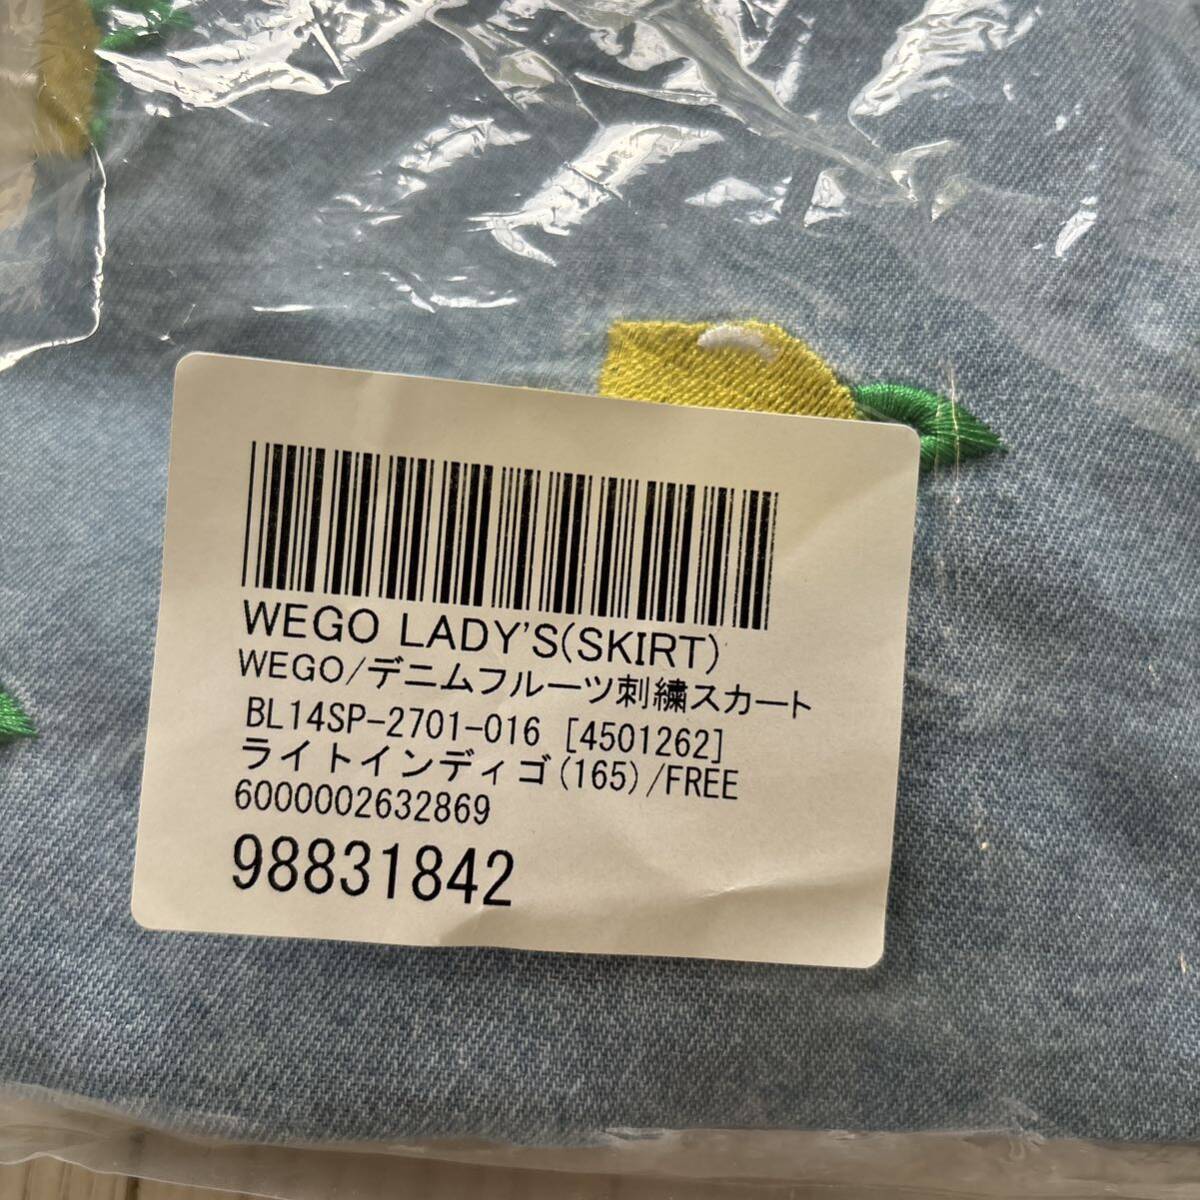 WEGO LADY'S(SKIRT)
WEGO/デニムフルーツ刺繍スカート
BL14SP-2701-016 [4501262]
ライトインディゴ(165)/FREE
6000002632869
98831842